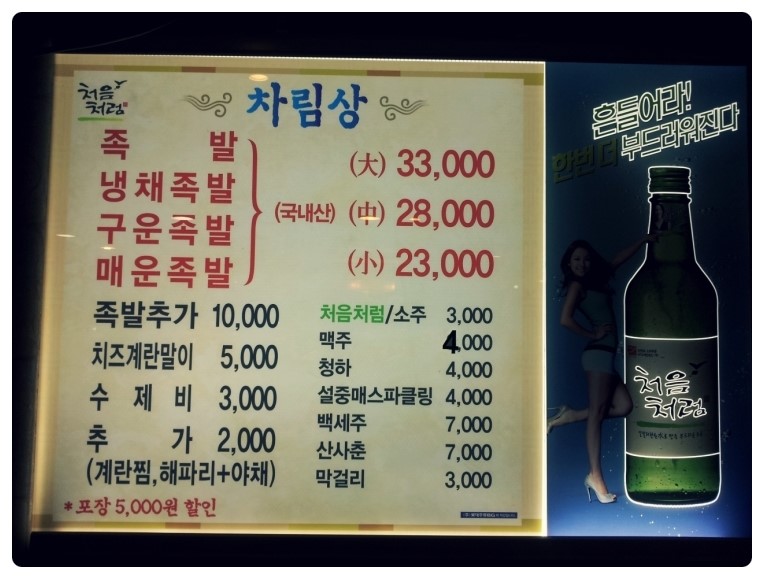 처음처럼
차림상
족 발
냉채족발
구운족발
매운족발
(국내산)
(大) 33,000
(中) 28,000
(小) 23,000
족발추가 10,000
치즈계란말이 5,000
수 제 비 3,000
추 가 2,000
(계란찜,해파리+야채)
*포장 5,000원 할인
처음처럼/소주 3,000
맥주 4,000
청하 4,000
설중매스파클링 4,000
백세주 7,000
산사춘 7,000
막걸리 3,000
흔들어라!
한번 더 부드러워진다
처음
처럼